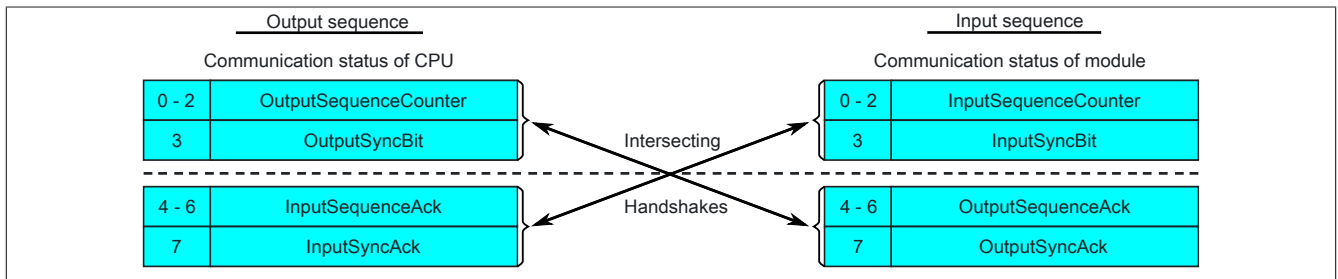 Output sequence
Input sequence
Communication status of CPU
Communication status of module
0 - 2 OutputSequenceCounter
0 - 2 InputSequenceCounter
3 OutputSyncBit
Intersecting
3 InputSyncBit
4 - 6 InputSequenceAck
Handshakes
4 - 6 OutputSequenceAck
7 InputSyncAck
7 OutputSyncAck